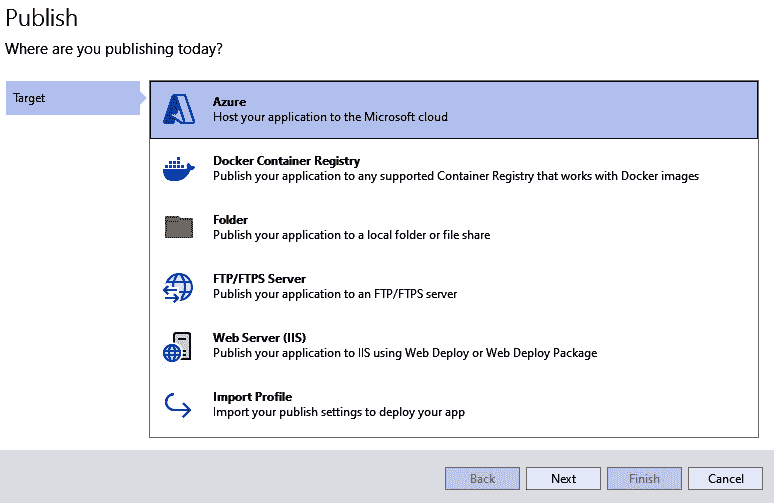 Publish
Where are you publishing today?
Target
Azure
Host your application to the Microsoft cloud
Docker Container Registry
Publish your application to any supported Container Registry that works with Docker images
Folder
Publish your application to a local folder or file share
FTP/FTPS Server
Publish your application to an FTP/FTPS server
Web Server (IIS)
Publish your application to IIS using Web Deploy or Web Deploy Package
Import Profile
Import your publish settings to deploy your app
Back
Next
Finish
Cancel